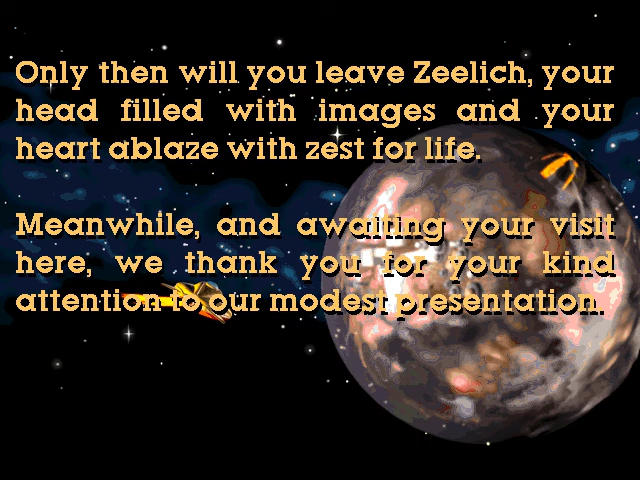 Only then will you leave Zeelich, your
head filled with images and your
heart ablaze with zest for life.
Meanwhile, and awaiting your visit
here, we thank you for your kind
attention to our modest presentation.